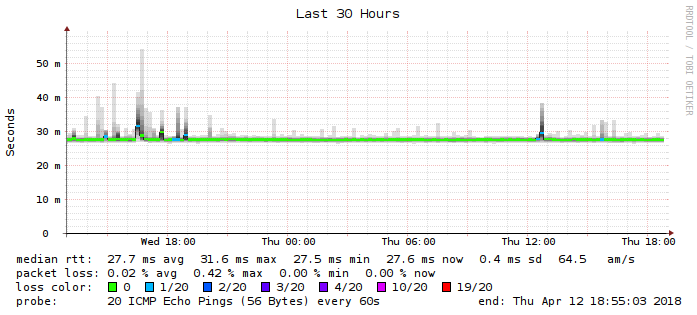 Last 30 Hours
RRDTOOL / TOBI OETIKER
Seconds
50 m
40 m
30 m
20 m
10 m
0
Wed 18:00 Thu 00:00 Thu 06:00 Thu 12:00 Thu 18:00
median rtt: 27.7 ms avg 31.6 ms max 27.5 ms min 27.6 ms now 0.4 ms sd 64.5 am/s
packet loss: 0.02 % avg 0.42 % max 0.00 % min 0.00 % now
loss color: 0 1/20 2/20 3/20 4/20 10/20 19/20
probe: 20 ICMP Echo Pings (56 Bytes) every 60s end: Thu Apr 12 18:55:03 2018